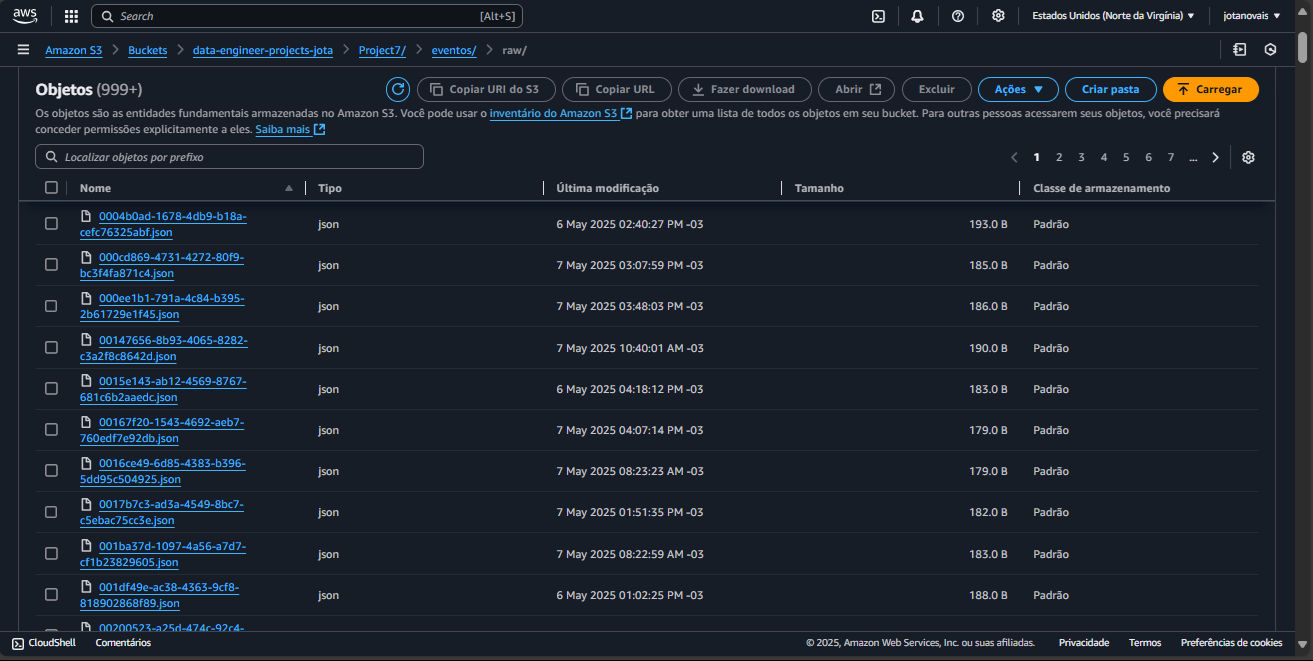 aws
Search [Alt+S] Estados Unidos (Norte da Virgínia) jotanovais
Amazon S3 > Buckets > data-engineer-projects-jota > Project7/ > eventos/ > raw/
Objetos (999+) Copiar URI do S3 Copiar URL Fazer download Abrir Excluir Ações Criar pasta Carregar
Os objetos são as entidades fundamentais armazenadas no Amazon S3. Você pode usar o inventário do Amazon S3 para obter uma lista de todos os objetos em seu bucket. Para outras pessoas acessarem seus objetos, você precisará
conceder permissões explicitamente a eles. Saiba mais
Localizar objetos por prefixo 1 2 3 4 5 6 7 ...
Nome Tipo Última modificação Tamanho Classe de armazenamento
0004b0ad-1678-4db9-b18a-
cefc76325abf.json json 6 May 2025 02:40:27 PM -03 193.0 B Padrão
000cd869-4731-4272-80f9-
bc3f4fa871c4.json json 7 May 2025 03:07:59 PM -03 185.0 B Padrão
000ee1b1-791a-4c84-b395-
2b61729e1f45.json json 7 May 2025 03:48:03 PM -03 186.0 B Padrão
00147656-8b93-4065-8282-
c3a2f8c8642d.json json 7 May 2025 10:40:01 AM -03 190.0 B Padrão
0015e143-ab12-4569-8767-
681c6b2aaedc.json json 6 May 2025 04:18:12 PM -03 183.0 B Padrão
00167f20-1543-4692-aeb7-
760edf7e92db.json json 7 May 2025 04:07:14 PM -03 179.0 B Padrão
0016ce49-6d85-4383-b396-
5dd95c504925.json json 7 May 2025 08:23:23 AM -03 179.0 B Padrão
0017b7c3-ad3a-4549-8bc7-
c5ebac75cc3e.json json 7 May 2025 01:51:35 PM -03 182.0 B Padrão
001ba37d-1097-4a56-a7d7-
cf1b23829605.json json 7 May 2025 08:22:59 AM -03 183.0 B Padrão
001df49e-ac38-4363-9cf8-
818902868f89.json json 6 May 2025 01:02:25 PM -03 188.0 B Padrão
00200523-a25d-474c-92c4-
CloudShell Comentários © 2025, Amazon Web Services, Inc. ou suas afiliadas. Privacidade Termos Preferências de cookies